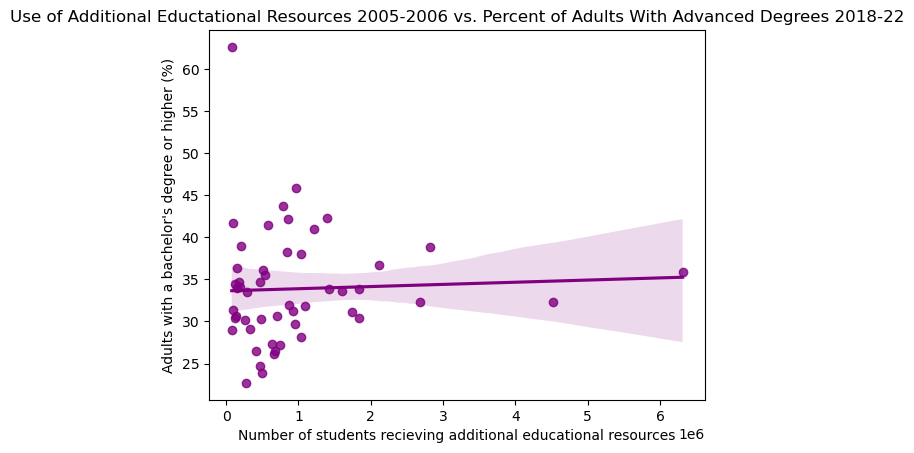 Use of Additional Eductational Resources 2005-2006 vs. Percent of Adults With Advanced Degrees 2018-22
Adults with a bachelor's degree or higher (%)
60
55
50
45
40
35
30
25
0 1 2 3 4 5 6
1e6
Number of students recieving additional educational resources